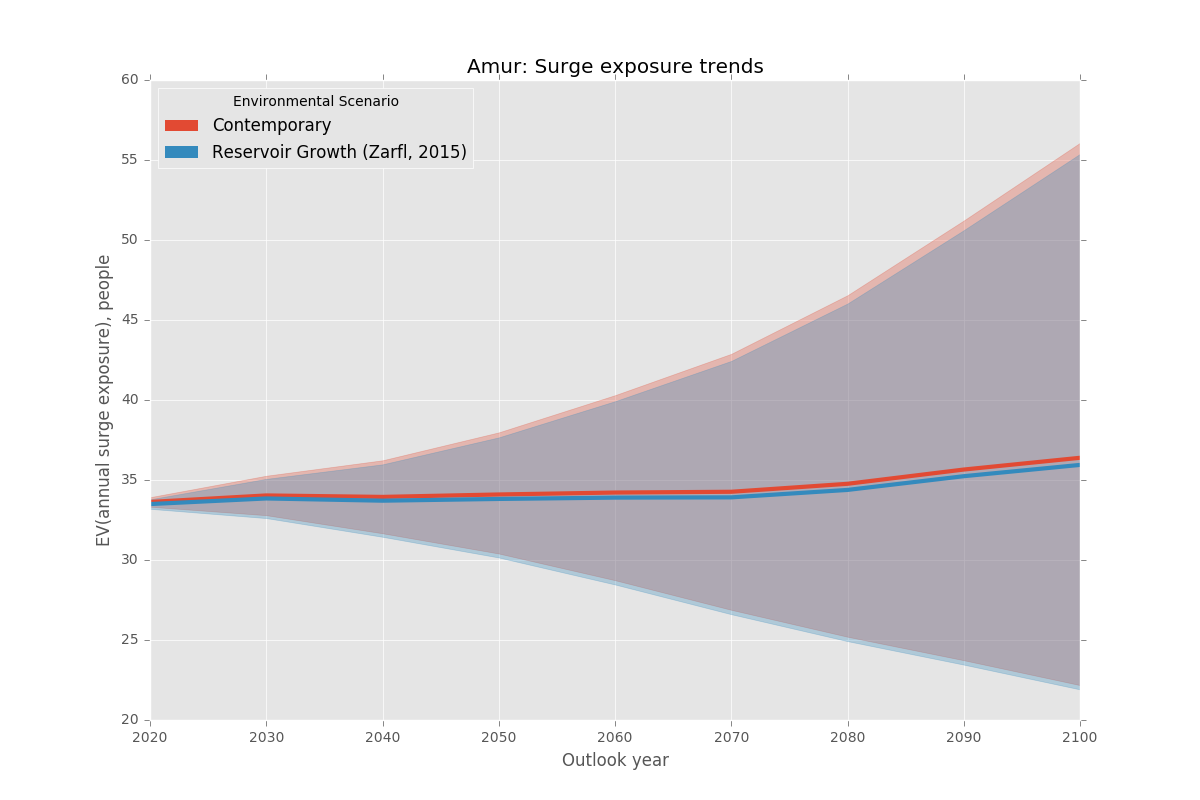 Amur: Surge exposure trends
Environmental Scenario
Contemporary
Reservoir Growth (Zarfl, 2015)
EV(annual surge exposure), people
60
55
50
45
40
35
30
25
20
2020 2030 2040 2050 2060 2070 2080 2090 2100
Outlook year